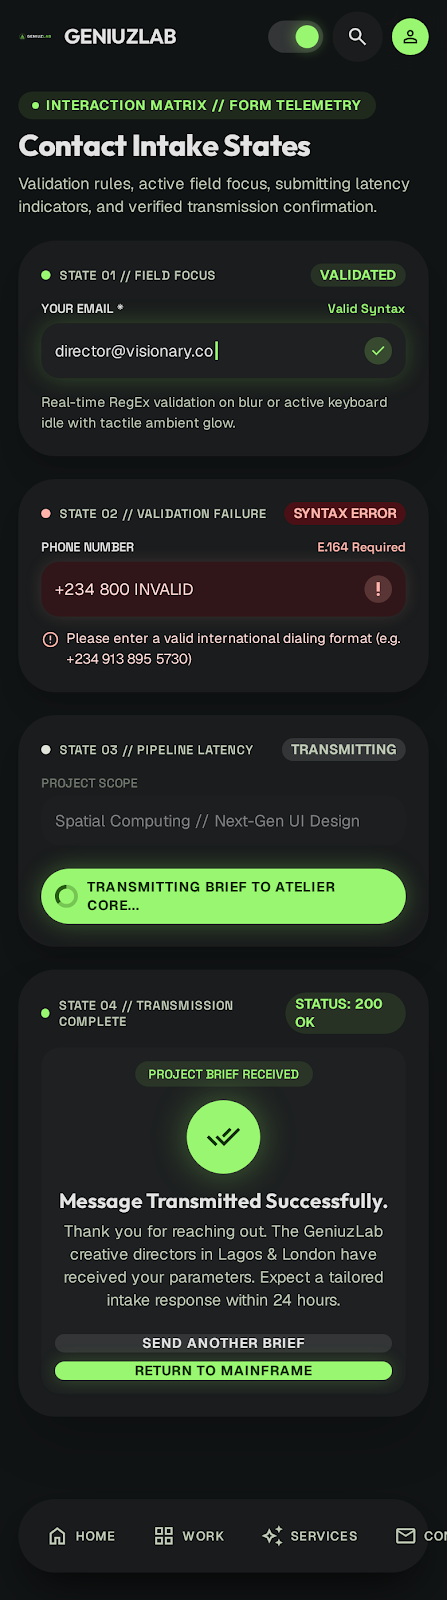 GENIUZLAB
INTERACTION MATRIX // FORM TELEMETRY
Contact Intake States
Validation rules, active field focus, submitting latency
indicators, and verified transmission confirmation.
STATE 01 // FIELD FOCUS
VALIDATED
YOUR EMAIL *
Valid Syntax
director@visionary.co
Real-time RegEx validation on blur or active keyboard
idle with tactile ambient glow.
STATE 02 // VALIDATION FAILURE
SYNTAX ERROR
PHONE NUMBER
E.164 Required
+234 800 INVALID
Please enter a valid international dialing format (e.g.
+234 913 895 5730)
STATE 03 // PIPELINE LATENCY
TRANSMITTING
PROJECT SCOPE
Spatial Computing // Next-Gen UI Design
TRANSMITTING BRIEF TO ATELIER
CORE...
STATE 04 // TRANSMISSION
COMPLETE
STATUS: 200
OK
PROJECT BRIEF RECEIVED
Message Transmitted Successfully.
Thank you for reaching out. The GeniuzLab
creative directors in Lagos & London have
received your parameters. Expect a tailored
intake response within 24 hours.
SEND ANOTHER BRIEF
RETURN TO MAINFRAME
HOME
WORK
SERVICES
CON